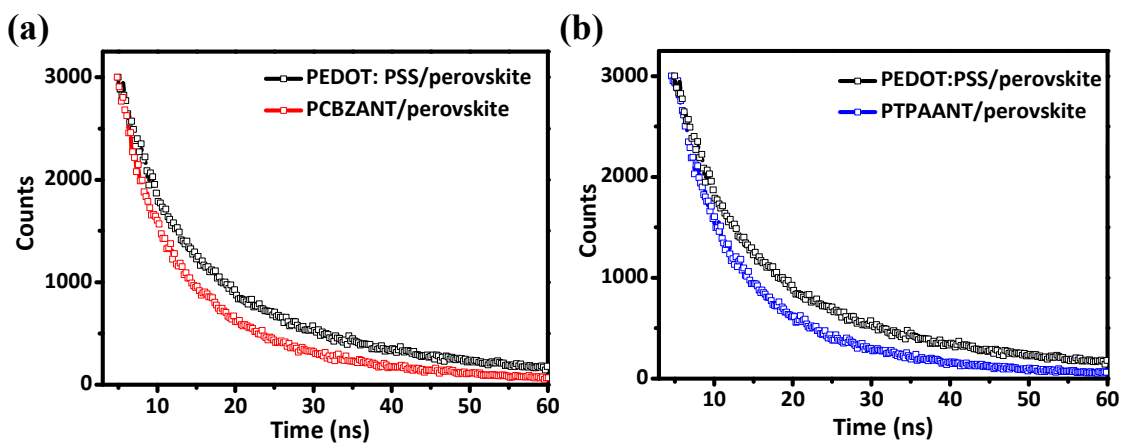 (a)
PEDOT: PSS/perovskite
PCBZANT/perovskite
Counts
3000
2000
1000
0
10 20 30 40 50 60
Time (ns)
(b)
PEDOT:PSS/perovskite
PTPAANT/perovskite
Counts
3000
2000
1000
0
10 20 30 40 50 60
Time (ns)